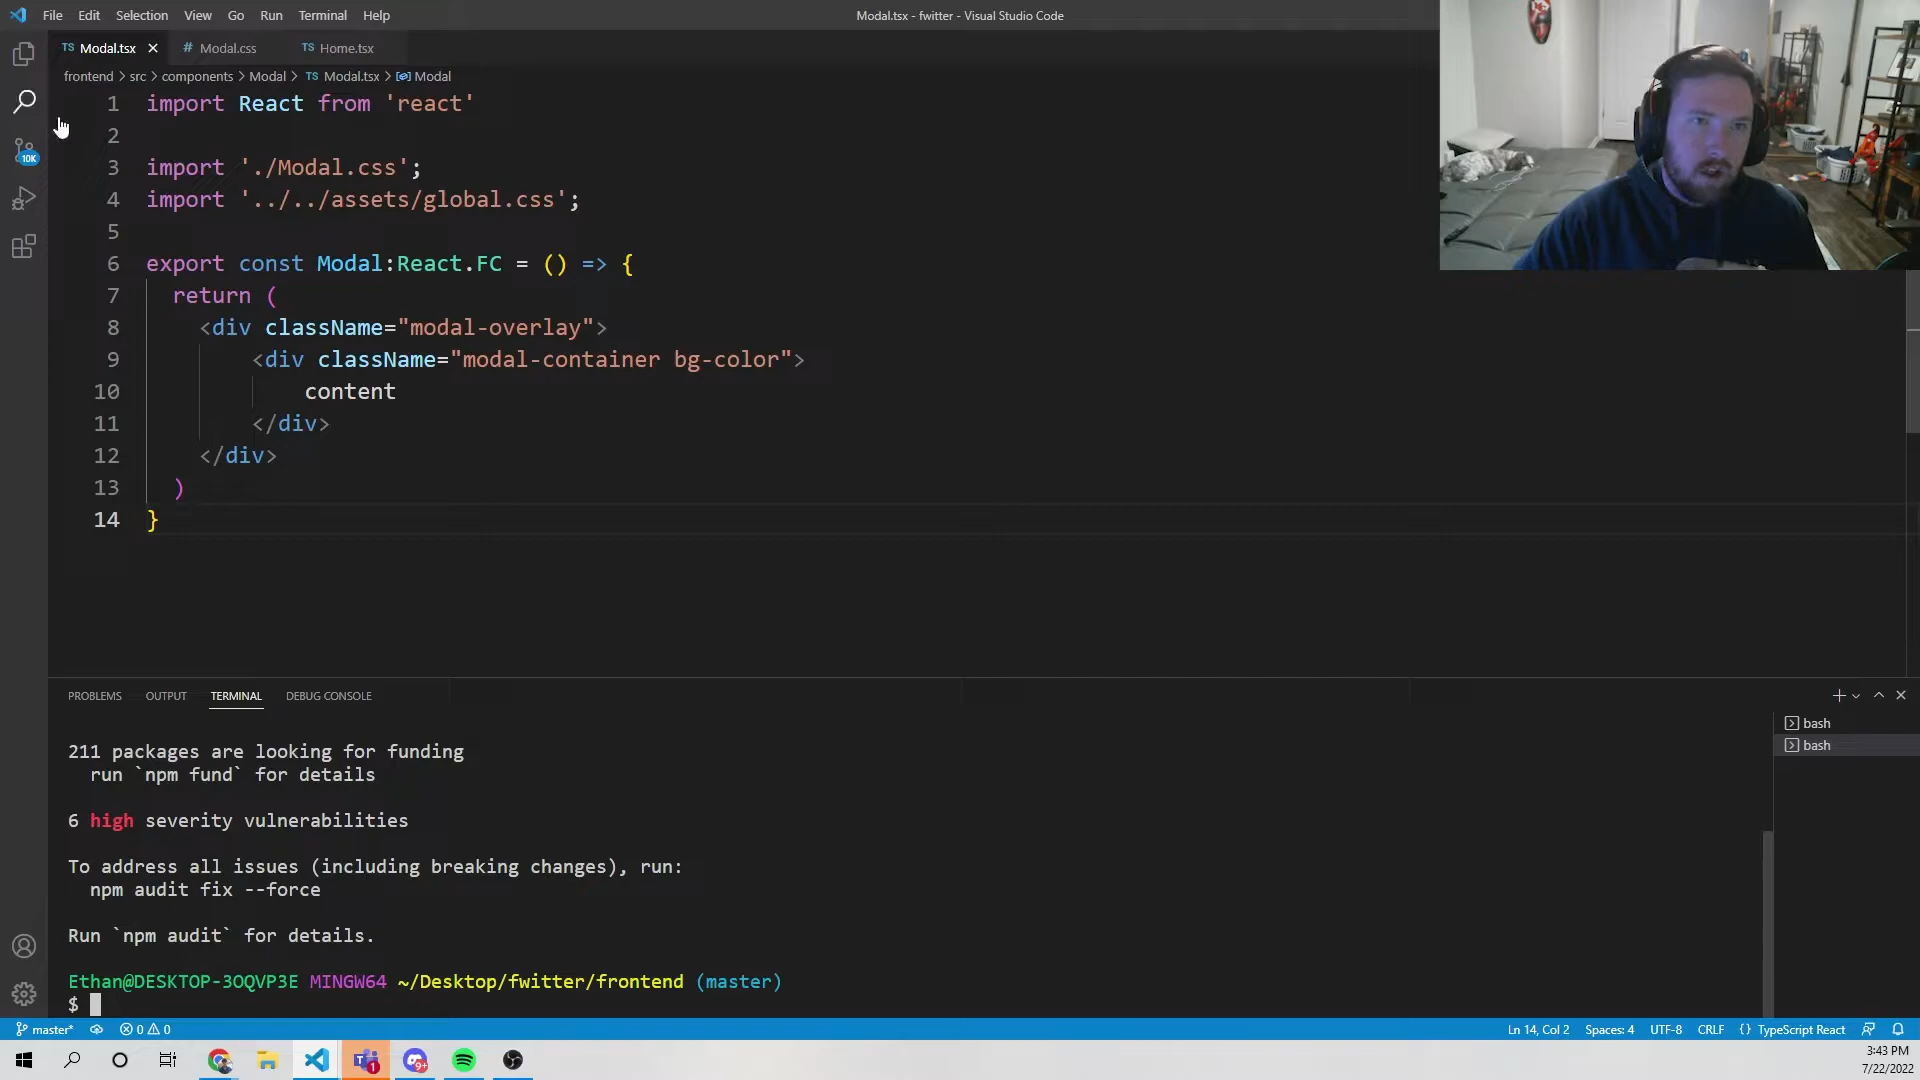 File Edit Selection View Go Run Terminal Help
Modal.tsx - fwitter - Visual Studio Code
TS Modal.tsx
# Modal.css
TS Home.tsx
frontend > src > components > Modal > TS Modal.tsx > Modal
1 import React from 'react'
2
3 import './Modal.css';
4 import '../../assets/global.css';
5
6 export const Modal:React.FC = () => {
7 return (
8 <div className="modal-overlay">
9 <div className="modal-container bg-color">
10 content
11 </div>
12 </div>
13 )
14 }
10K
PROBLEMS OUTPUT TERMINAL DEBUG CONSOLE
bash
bash
211 packages are looking for funding
run `npm fund` for details
6 high severity vulnerabilities
To address all issues (including breaking changes), run:
npm audit fix --force
Run `npm audit` for details.
Ethan@DESKTOP-3OQVP3E MINGW64 ~/Desktop/fwitter/frontend (master)
$
master* 0 0
Ln 14, Col 2 Spaces: 4 UTF-8 CRLF {} TypeScript React
1
9+
3:43 PM
7/22/2022